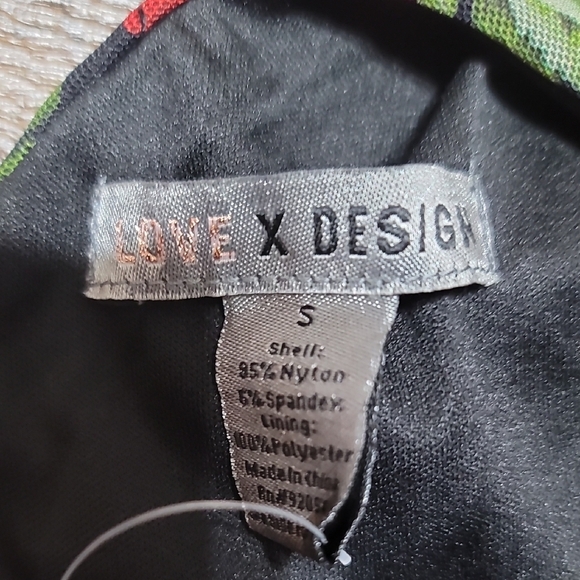 LOVE X DESIGN
S
Shell:
95% Nylon
5% Spandex
Lining:
100% Polyester
Made In China